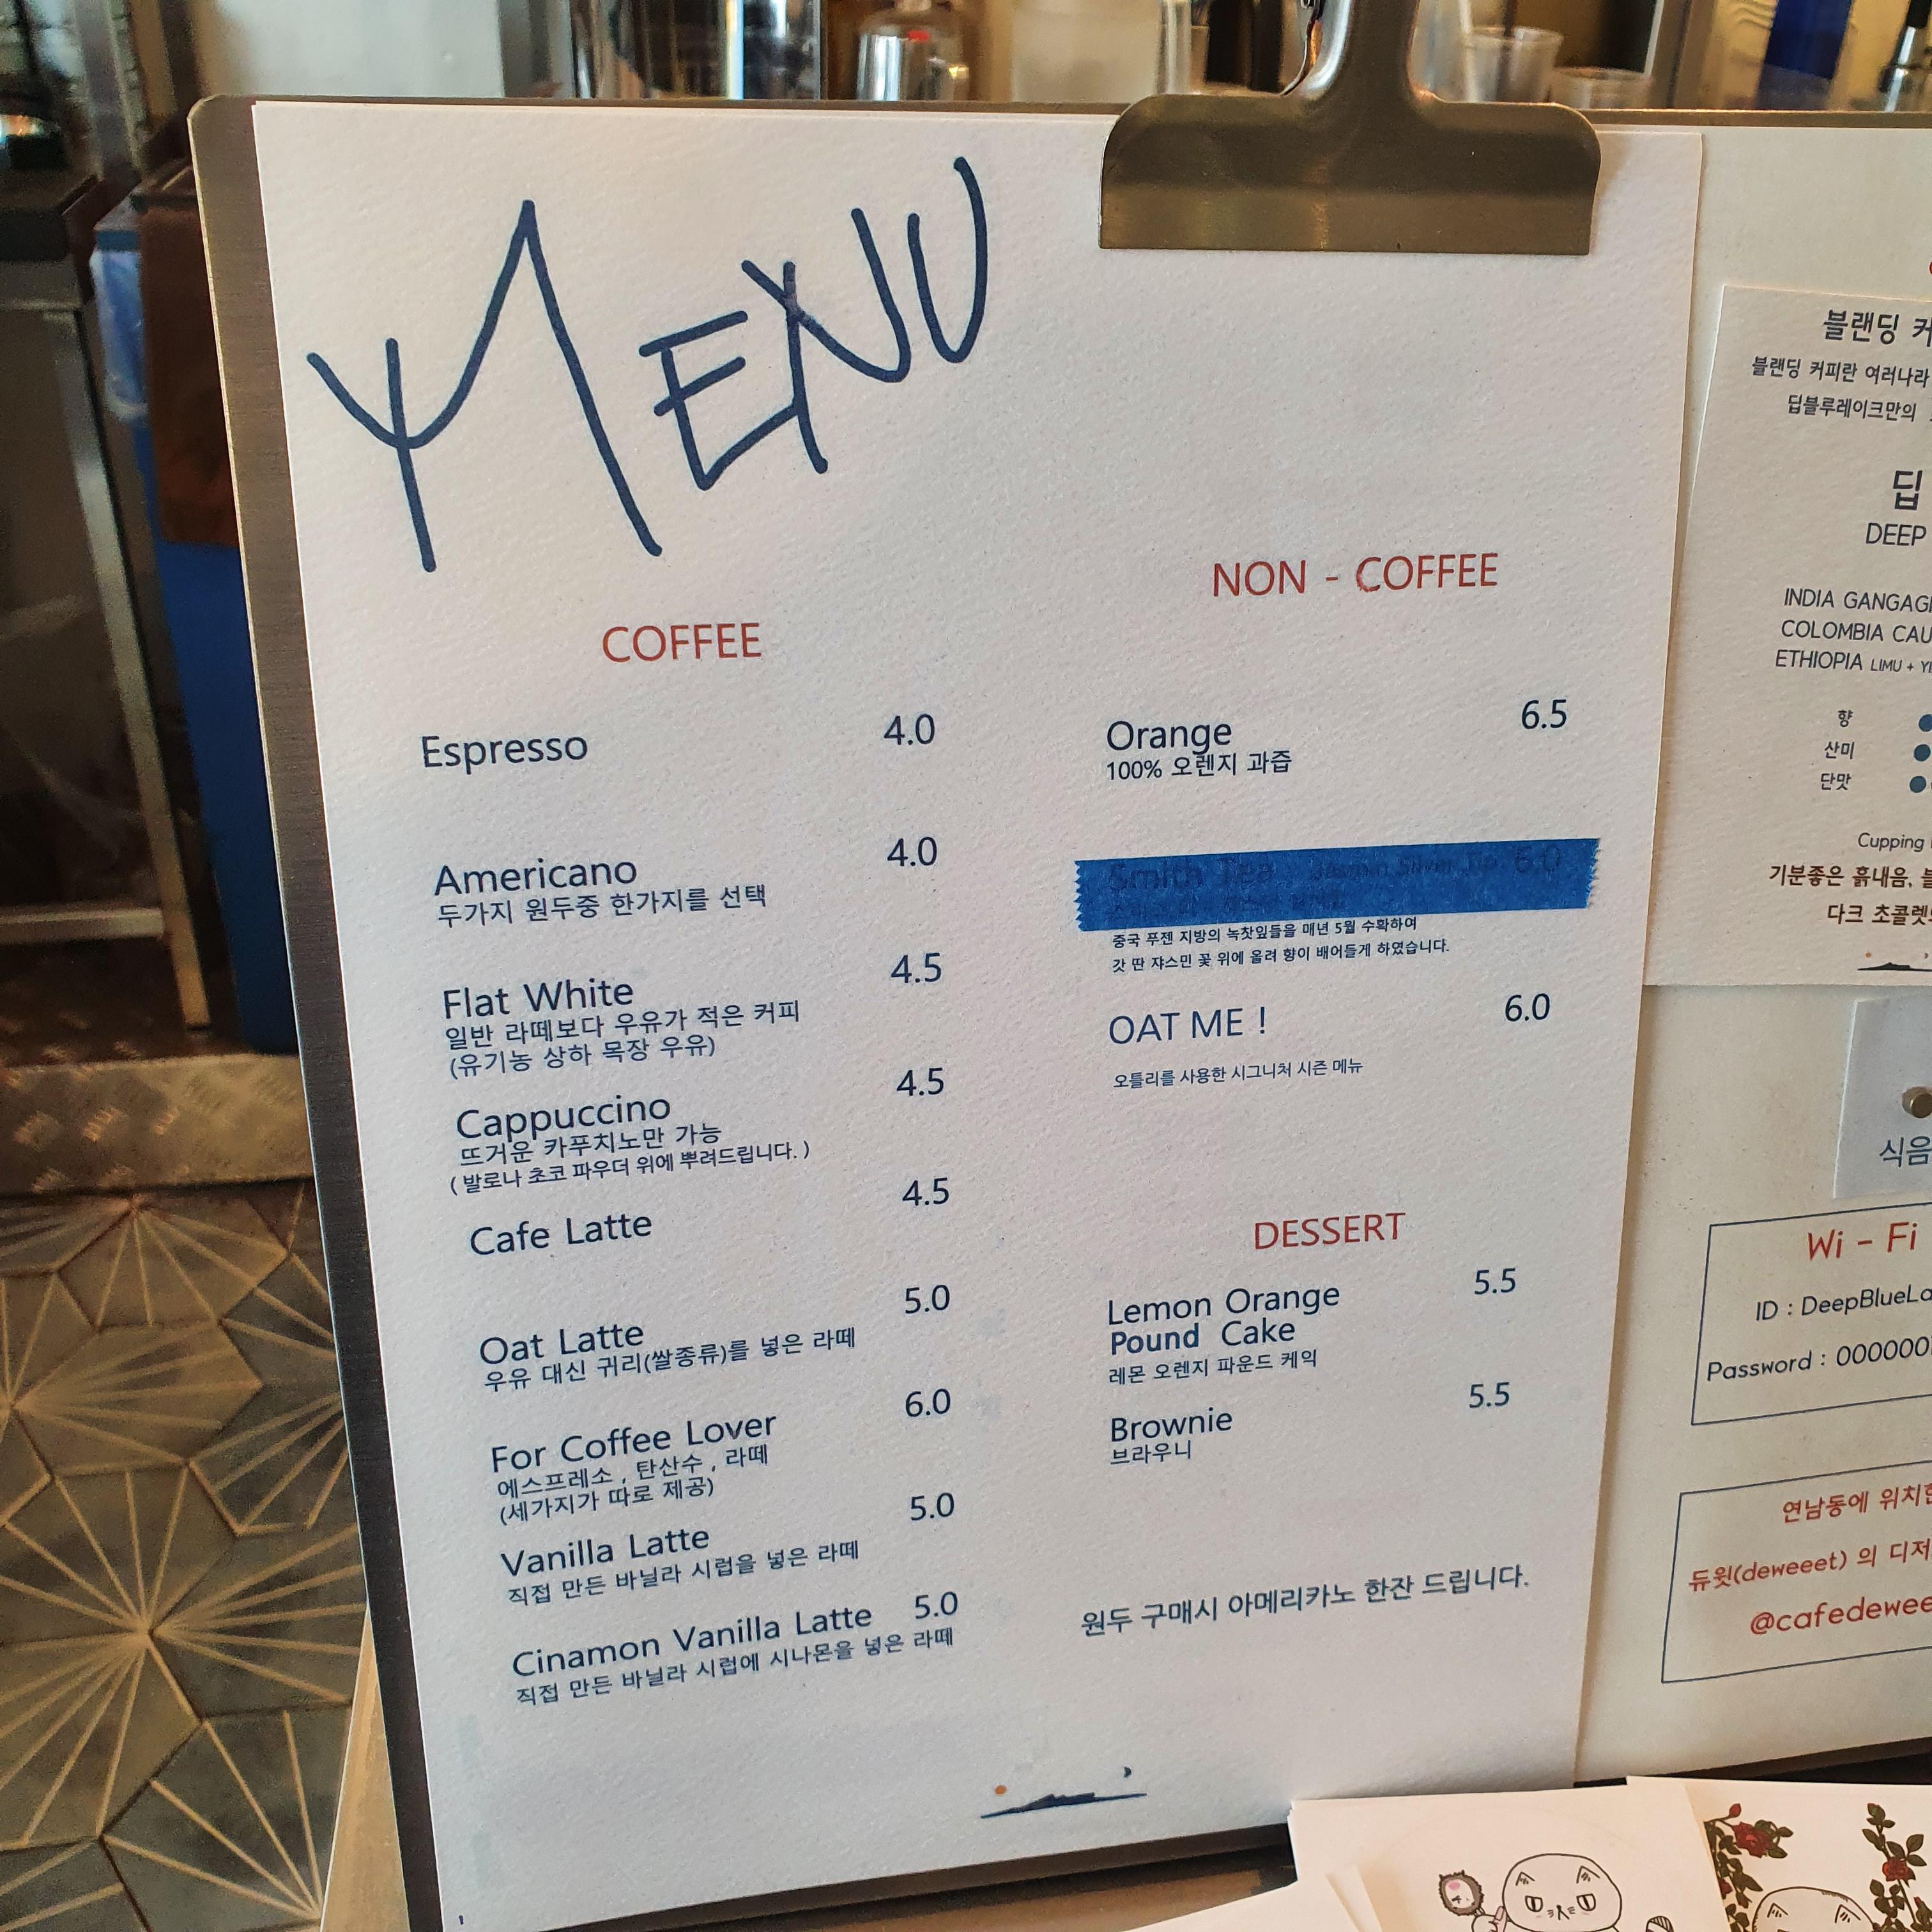 MENU
COFFEE
Espresso 4.0
Americano 4.0
두가지 원두중 한가지를 선택
Flat White 4.5
일반 라떼보다 우유가 적은 커피
(유기농 상하 목장 우유)
Cappuccino 4.5
뜨거운 카푸치노만 가능
( 발로나 초코 파우더 위에 뿌려드립니다. )
Cafe Latte 4.5
Oat Latte 5.0
우유 대신 귀리(쌀종류)를 넣은 라떼
For Coffee Lover 6.0
에스프레소 , 탄산수 , 라떼
(세가지가 따로 제공)
Vanilla Latte 5.0
직접 만든 바닐라 시럽을 넣은 라떼
Cinamon Vanilla Latte 5.0
직접 만든 바닐라 시럽에 시나몬을 넣은 라떼
NON - COFFEE
Orange 6.5
100% 오렌지 과즙
Smith Tea 6.0
중국 푸젠 지방의 녹찻잎들을 매년 5월 수확하여
갓 딴 쟈스민 꽃 위에 올려 향이 배어들게 하였습니다.
OAT ME ! 6.0
오틀리를 사용한 시그니처 시즌 메뉴
DESSERT
Lemon Orange 5.5
Pound Cake
레몬 오렌지 파운드 케익
Brownie 5.5
브라우니
원두 구매시 아메리카노 한잔 드립니다.
블랜딩
블랜딩 커피란 여러나라
딥블루레이크만의
딥
DEEP
INDIA
COLOMBIA
ETHIOPIA LIMU +
향
산미
단맛
Cupping
기분좋은 흙내음,
다크
식음
Wi - Fi
ID : DeepBlueLa
Password : 000000
연남동에
듀윗(deweeet) 의
@cafedewee